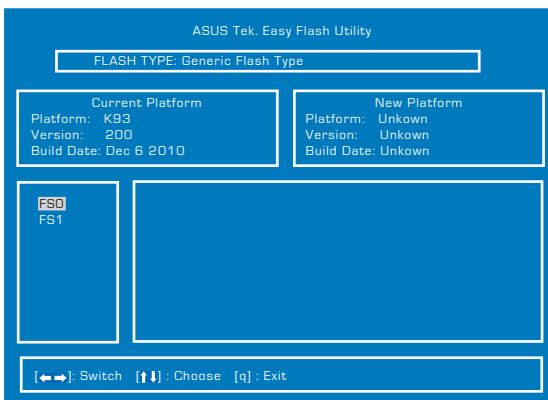 ASUS Tek. Easy Flash Utility
FLASH TYPE: Generic Flash Type
Current Platform
Platform: K93
Version: 200
Build Date: Dec 6 2010
New Platform
Platform: Unkown
Version: Unkown
Build Date: Unkown
FS0
FS1
[←→]: Switch [↑↓] : Choose [q] : Exit